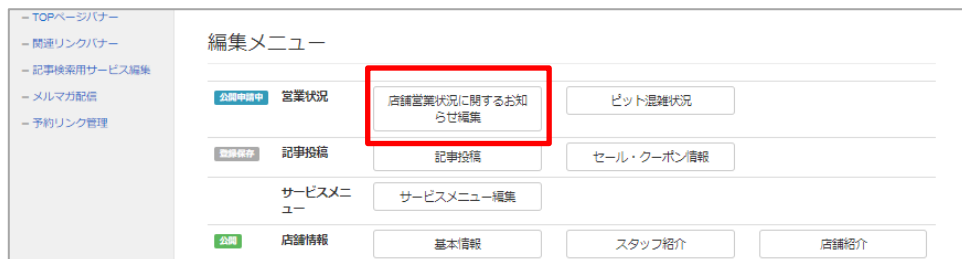 − TOPページバナー
− 関連リンクバナー
− 記事検索用サービス編集
− メルマガ配信
− 予約リンク管理
編集メニュー
公開申請中 営業状況 店舗営業状況に関するお知
らせ編集 ピット混雑状況
登録保存 記事投稿 記事投稿 セール・クーポン情報
サービスメニ
ュー サービスメニュー編集
公開 店舗情報 基本情報 スタッフ紹介 店舗紹介